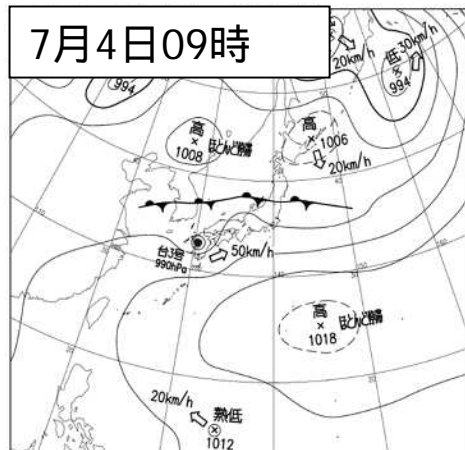 7月4日09時
20km/h
30km/h
低
994
994
高
1008
ほとんど停滞
高
1006
20km/h
台3号
990hPa
50km/h
高
1018
ほとんど停滞
20km/h
熱低
1012